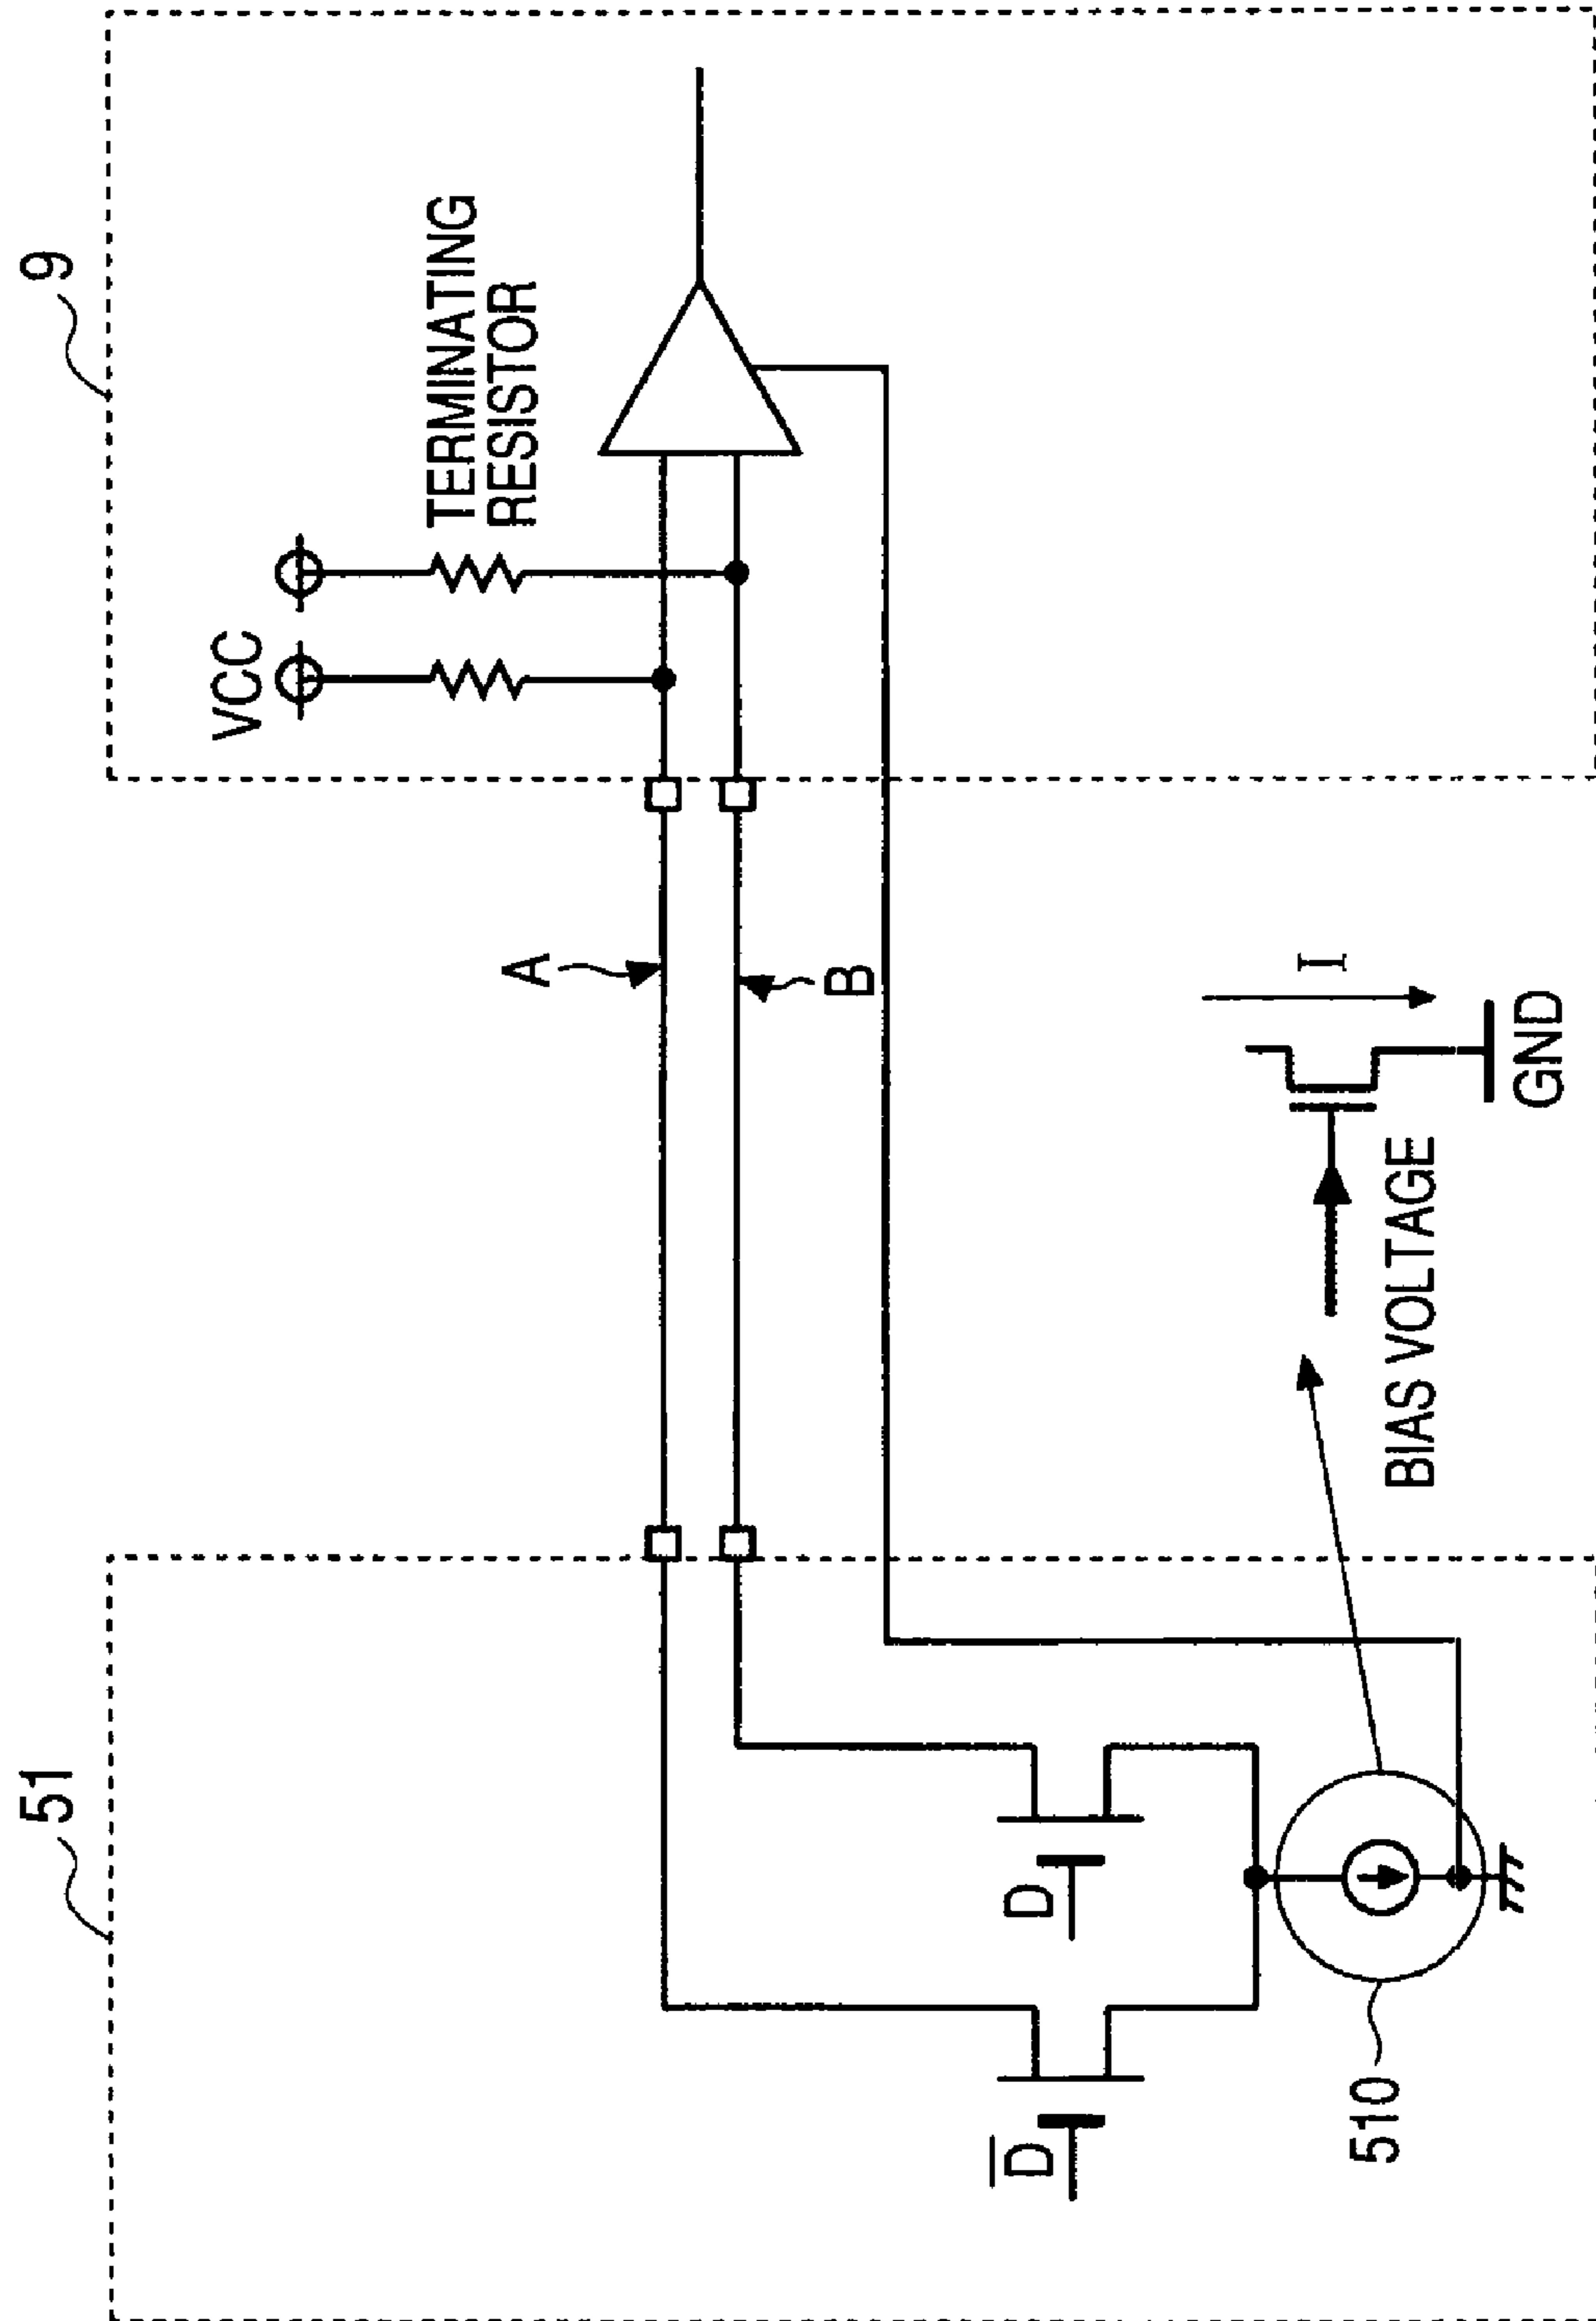 51
9
VCC
TERMINATING
RESISTOR
A
B
D̅
D
510
BIAS VOLTAGE
I
GND